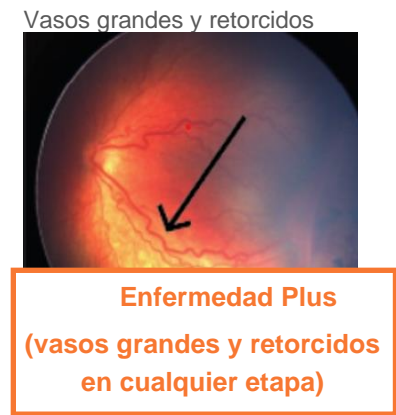 Vasos grandes y retorcidos
Enfermedad Plus
(vasos grandes y retorcidos
en cualquier etapa)